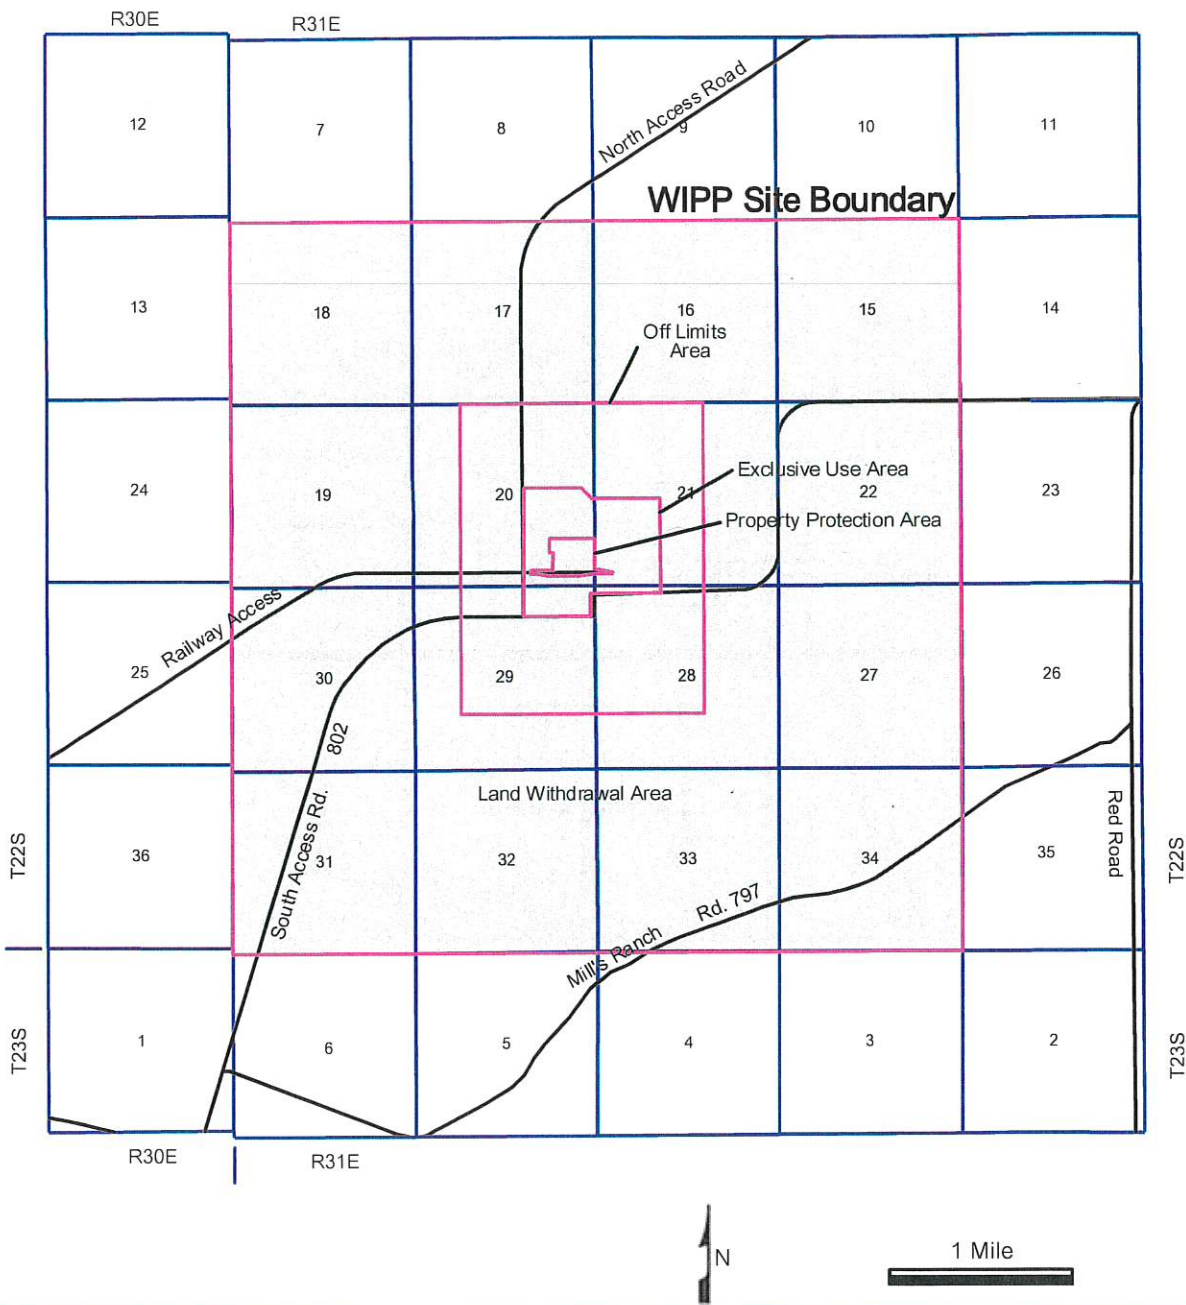 R30E
R31E
12
7
8
9
10
11
North Access Road
WIPP Site Boundary
13
18
17
16
15
14
Off Limits
Area
24
19
20
21
22
23
Exclusive Use Area
Property Protection Area
Railway Access
25
30
29
28
27
26
802
Land Withdrawal Area
South Access Rd.
Red Road
T22S
36
31
32
33
34
35
T22S
Rd. 797
Mill's Ranch
T23S
1
6
5
4
3
2
T23S
R30E
R31E
N
1 Mile